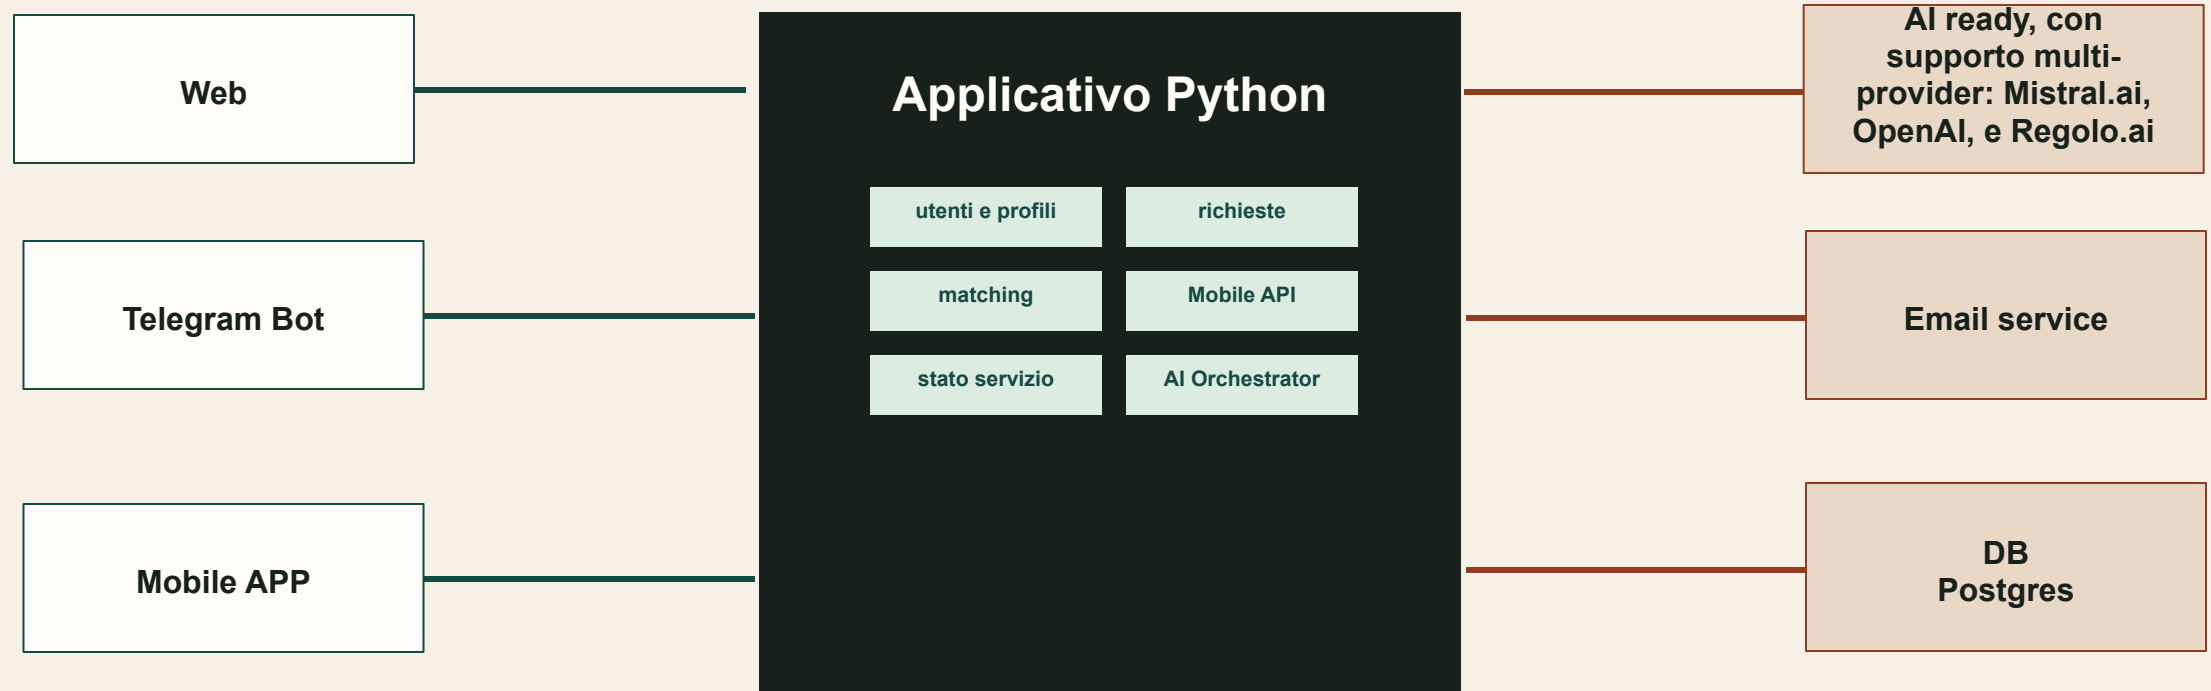 Web
Telegram Bot
Mobile APP
Applicativo Python
utenti e profili
richieste
matching
Mobile API
stato servizio
AI Orchestrator
AI ready, con
supporto multi-
provider: Mistral.ai,
OpenAI, e Regolo.ai
Email service
DB
Postgres